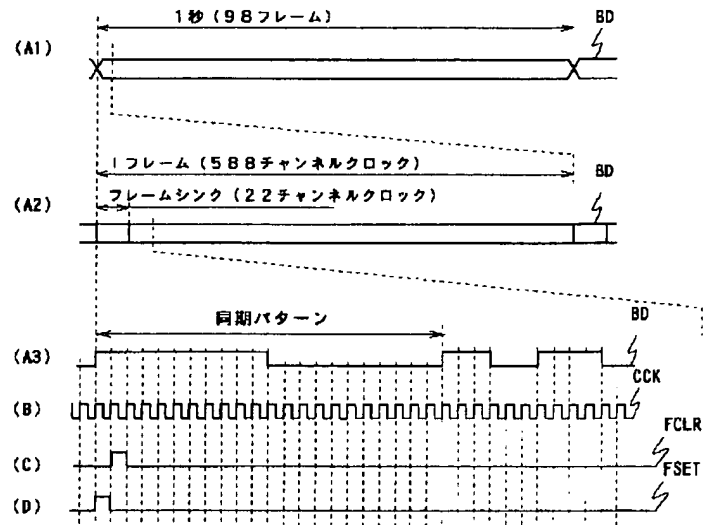 1秒(98フレーム)
BD
(A1)
1フレーム(588チャンネルクロック)
BD
フレームシンク(22チャンネルクロック)
(A2)
同期パターン
BD
(A3)
CCK
(B)
FCLR
(C)
FSET
(D)